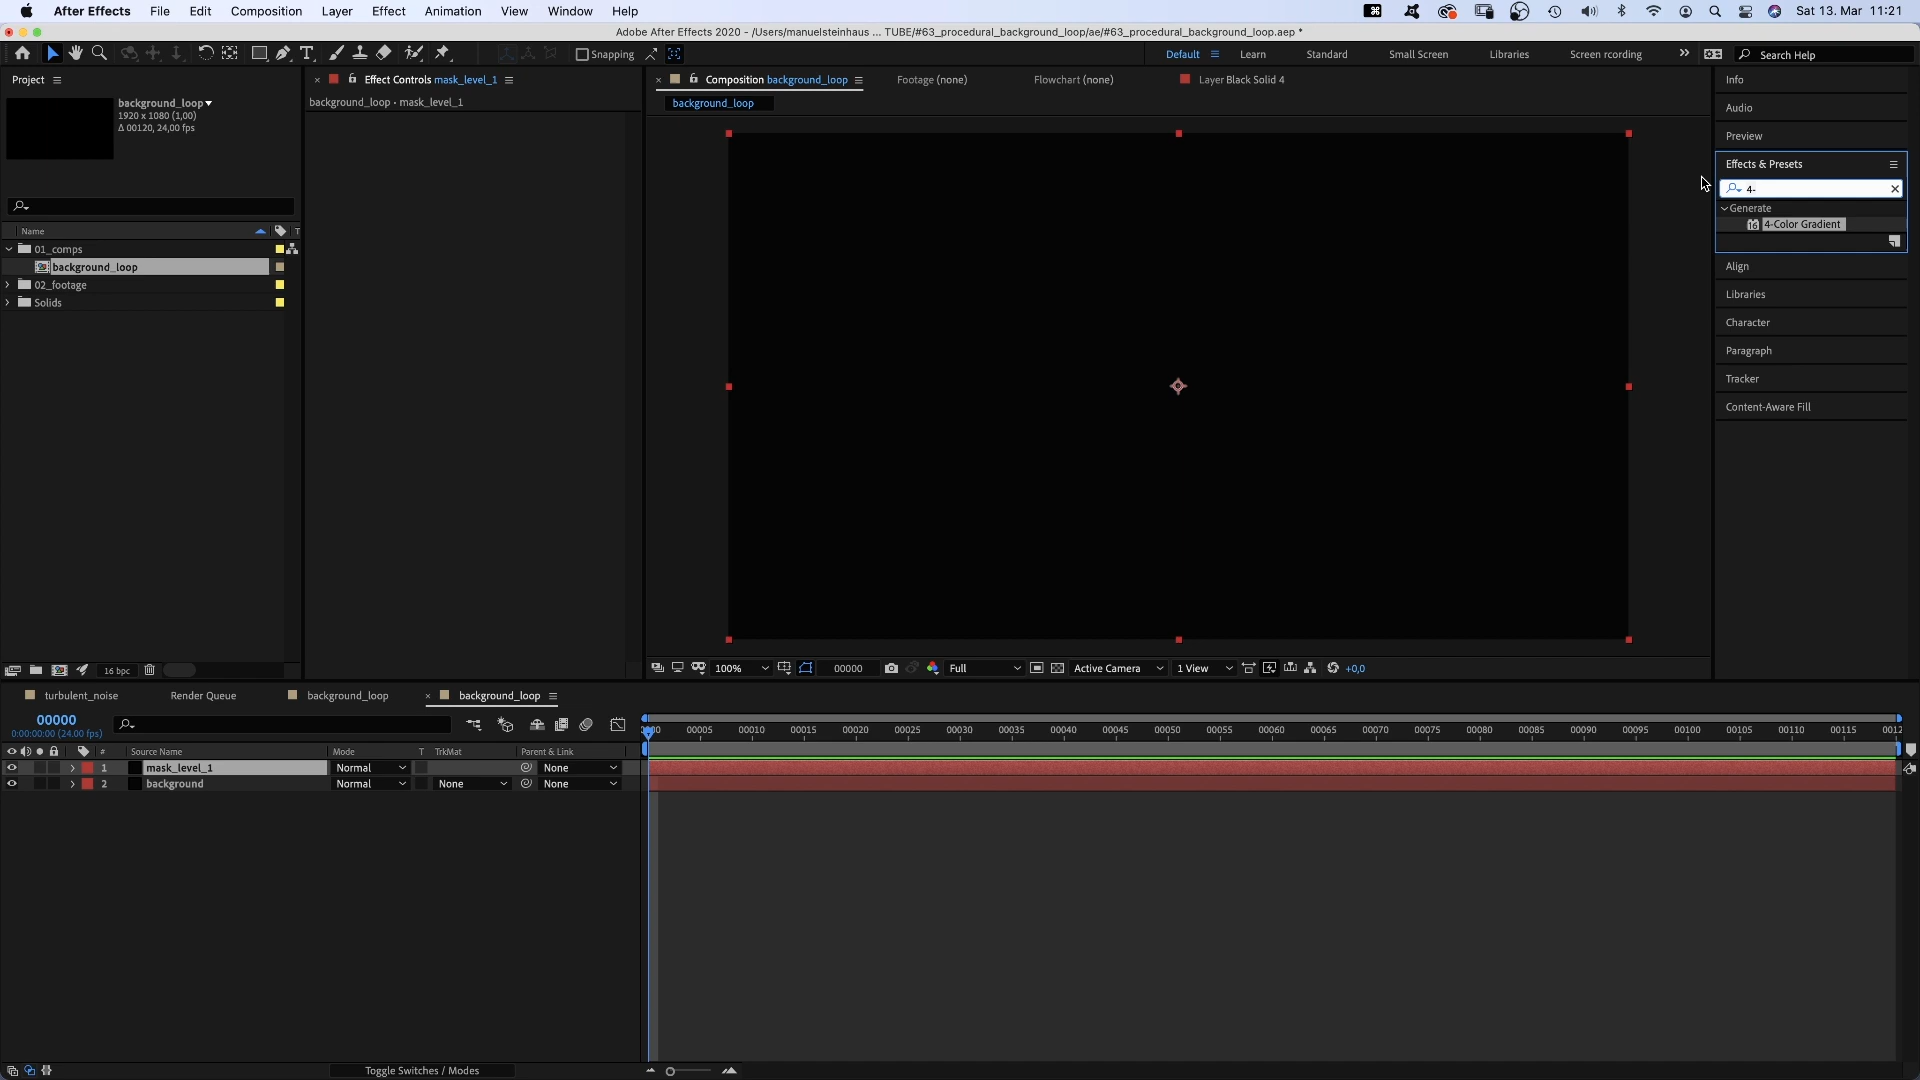 After Effects File Edit Composition Layer Effect Animation View Window Help Sat 13. Mar 11:21
Adobe After Effects 2020 - /Users/manuelsteinhaus ... TUBE/#63_procedural_background_loop/ae/#63_procedural_background_loop.aep *
Snapping Default Learn Standard Small Screen Libraries Screen rcording Search Help
Project Effect Controls mask_level_1 Composition background_loop Footage (none) Flowchart (none) Layer Black Solid 4 Info
background_loop
1920 x 1080 (1,00)
Δ 00120, 24,00 fps
background_loop • mask_level_1
background_loop
Audio
Preview
Effects & Presets
4-
Generate
16 4-Color Gradient
Align
Libraries
Character
Paragraph
Tracker
Content-Aware Fill
Name T
01_comps
background_loop
02_footage
Solids
16 bpc
100% 00000 Full Active Camera 1 View +0,0
turbulent_noise Render Queue background_loop background_loop
00000
0:00:00:00 (24.00 fps)
00005 00010 00015 00020 00025 00030 00035 00040 00045 00050 00055 00060 00065 00070 00075 00080 00085 00090 00095 00100 00105 00110 00115 0012
# Source Name Mode T TrkMat Parent & Link
1 mask_level_1 Normal None
2 background Normal None None
Toggle Switches / Modes